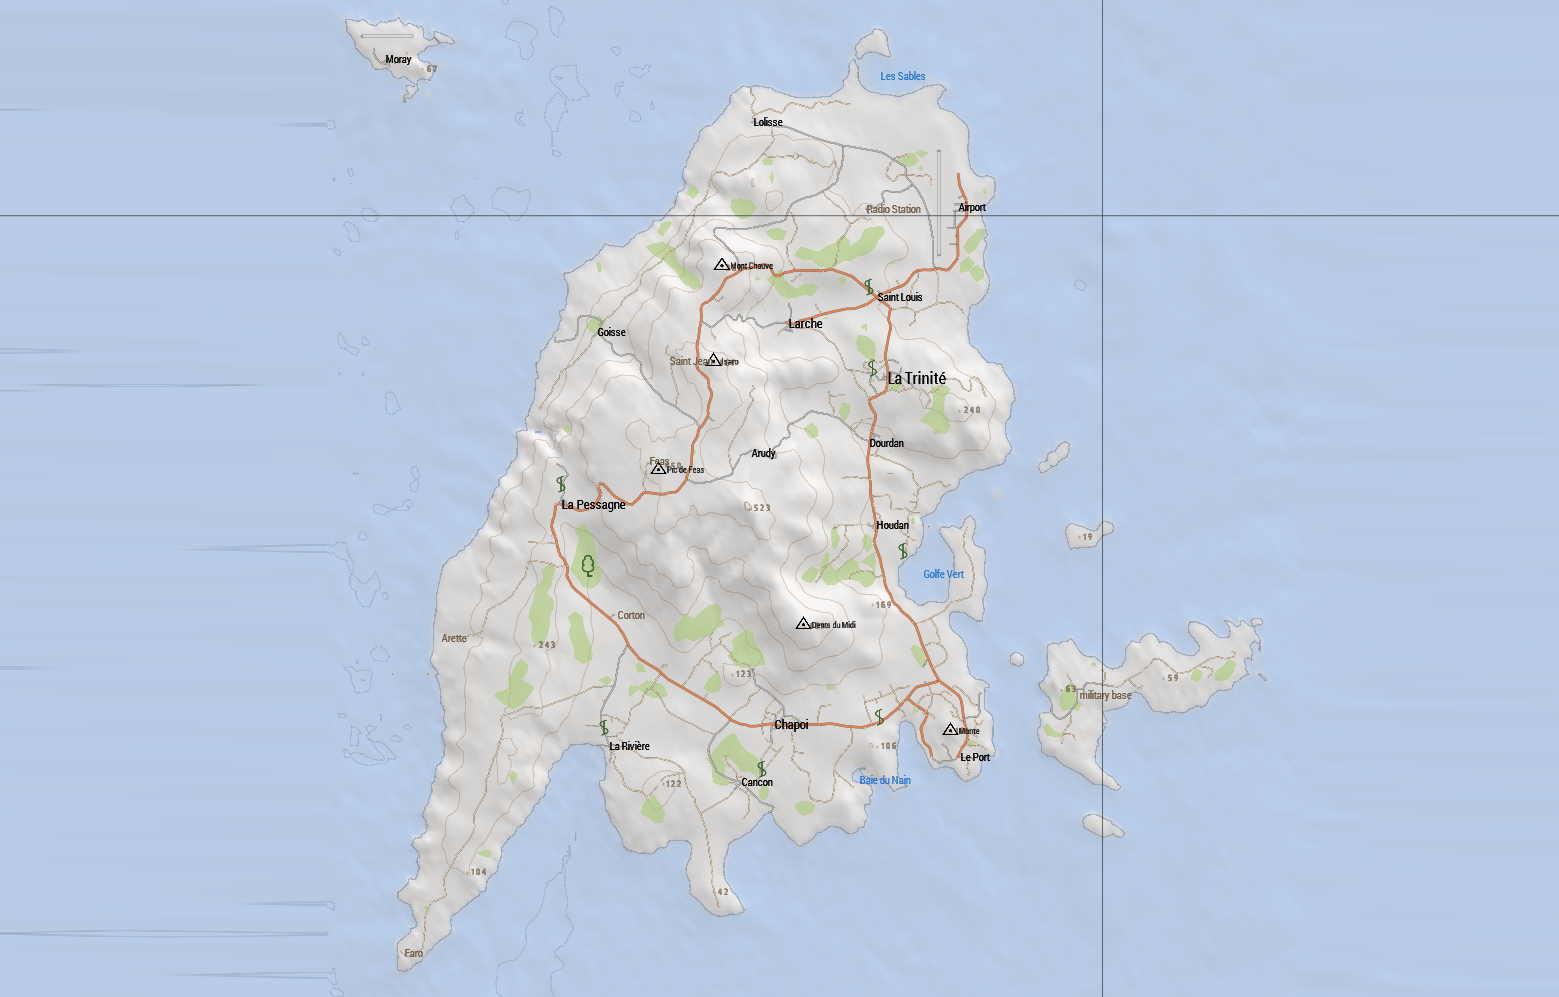 Moray
67
Les Sables
Lolisse
Radio Station
Airport
Mont Chauve
Saint Louis
Larche
Goisse
Saint Jean
La Trinité
240
Dourdan
Arudy
Feas
Pic de Feas
La Pessagne
523
Houdan
Golfe Vert
19
169
Corton
Dents du Midi
Arette
243
123
59
63
military base
Chapoi
Monte
La Rivière
106
Le Port
Cancon
122
Baie du Nain
104
42
Faro